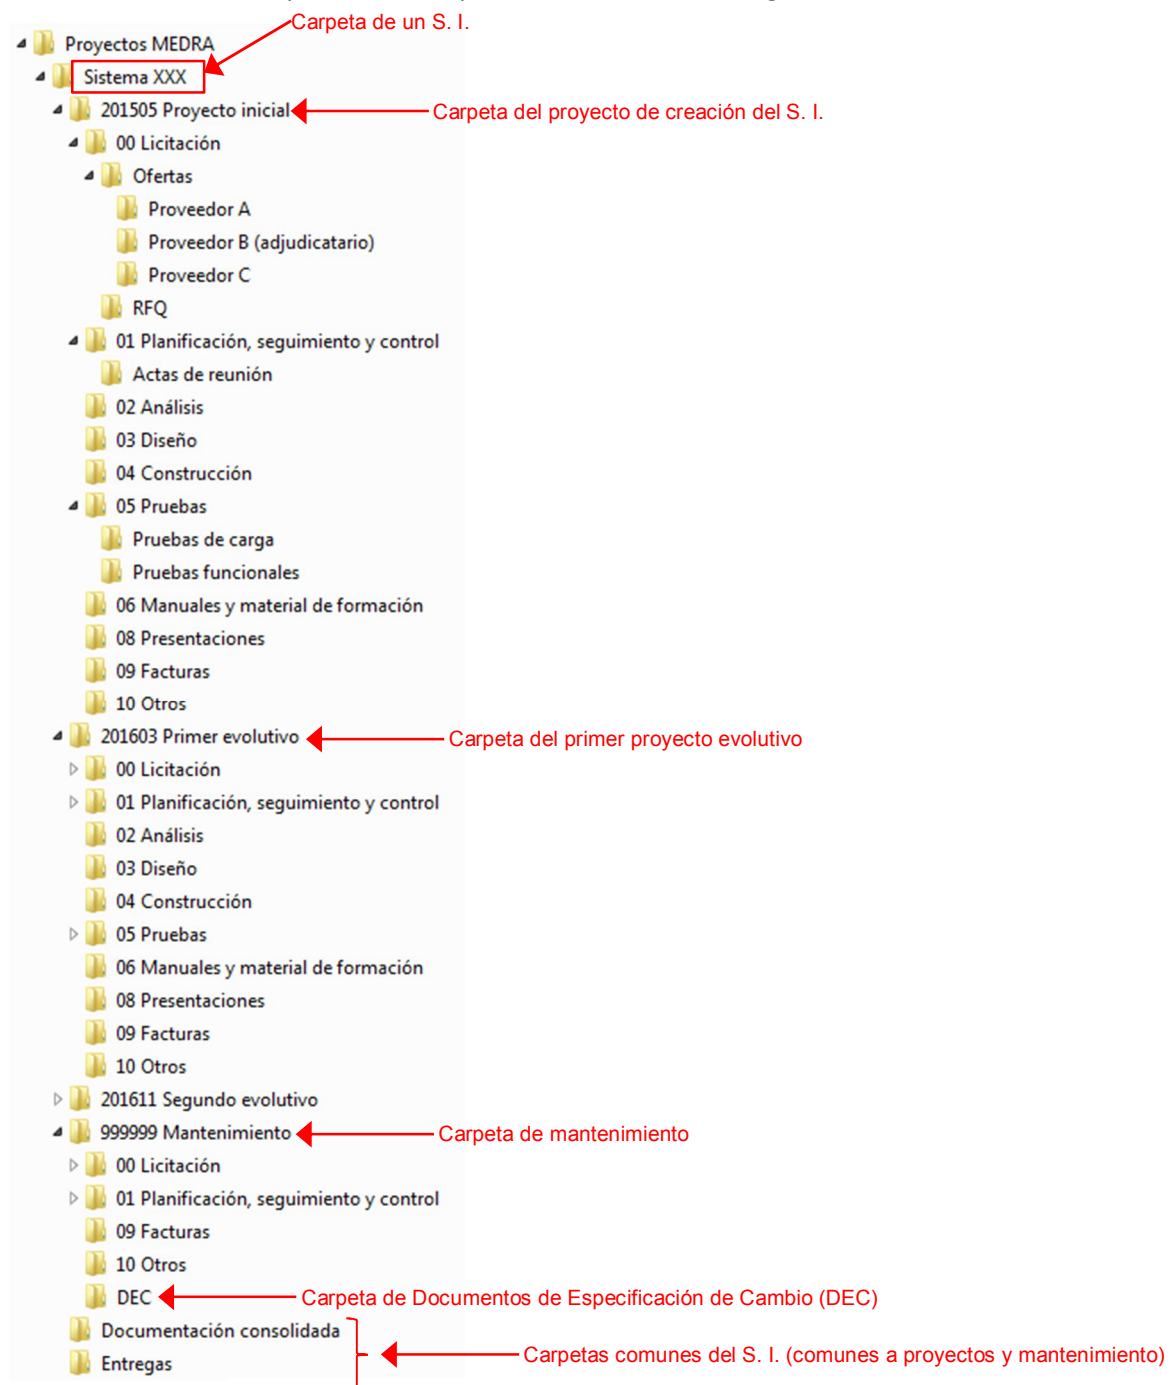 Carpeta de un S. I.
Proyectos MEDRA
Sistema XXX
201505 Proyecto inicial Carpeta del proyecto de creación del S. I.
00 Licitación
Ofertas
Proveedor A
Proveedor B (adjudicatario)
Proveedor C
RFQ
01 Planificación, seguimiento y control
Actas de reunión
02 Análisis
03 Diseño
04 Construcción
05 Pruebas
Pruebas de carga
Pruebas funcionales
06 Manuales y material de formación
08 Presentaciones
09 Facturas
10 Otros
201603 Primer evolutivo Carpeta del primer proyecto evolutivo
00 Licitación
01 Planificación, seguimiento y control
02 Análisis
03 Diseño
04 Construcción
05 Pruebas
06 Manuales y material de formación
08 Presentaciones
09 Facturas
10 Otros
201611 Segundo evolutivo
999999 Mantenimiento Carpeta de mantenimiento
00 Licitación
01 Planificación, seguimiento y control
09 Facturas
10 Otros
DEC Carpeta de Documentos de Especificación de Cambio (DEC)
Documentación consolidada
Carpetas comunes del S. I. (comunes a proyectos y mantenimiento)
Entregas